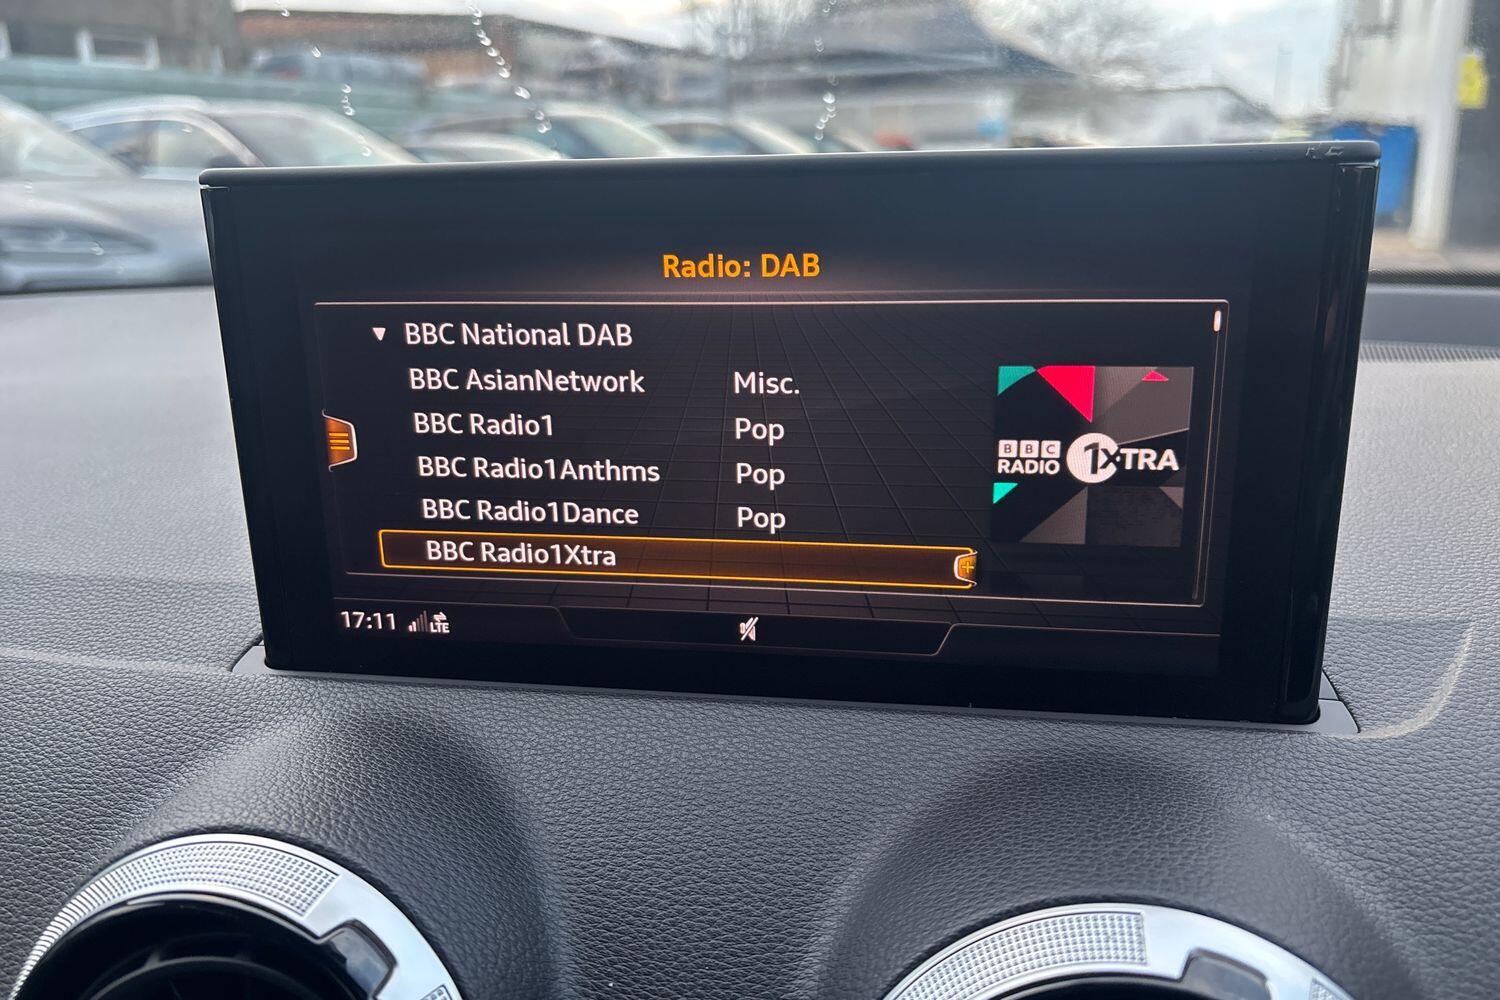 Radio: DAB
BBC National DAB
BBC AsianNetwork Misc.
BBC Radio1 Pop
BBC Radio1Anthms Pop
BBC Radio1Dance Pop
BBC Radio1Xtra
BBC
RADIO 1XTRA
17:11 LTE